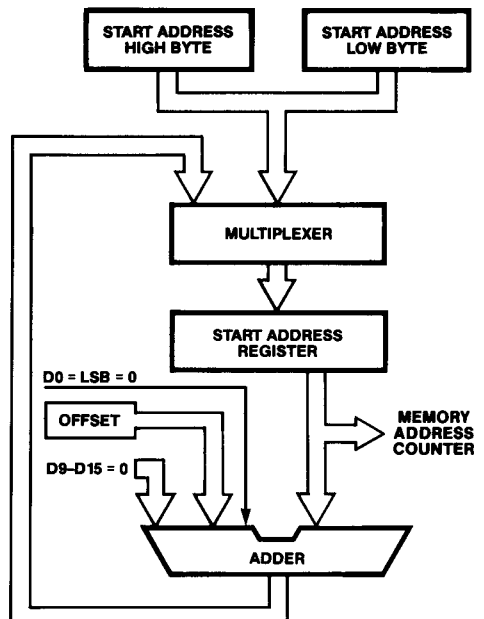 START ADDRESS
HIGH BYTE
START ADDRESS
LOW BYTE
MULTIPLEXER
START ADDRESS
REGISTER
D0 = LSB = 0
OFFSET
MEMORY
ADDRESS
COUNTER
D9–D15 = 0
ADDER